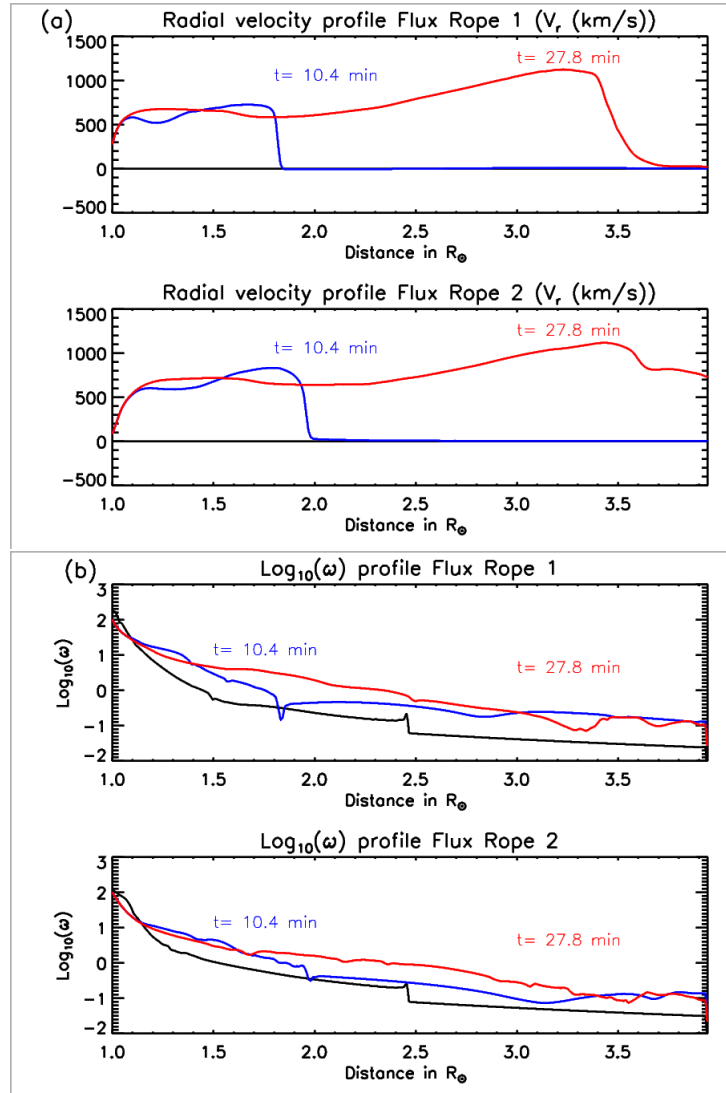 (a) Radial velocity profile Flux Rope 1 (V_r (km/s))
t= 10.4 min
t= 27.8 min
1500
1000
500
0
−500
1.0 1.5 2.0 2.5 3.0 3.5
Distance in R⊙
Radial velocity profile Flux Rope 2 (V_r (km/s))
t= 10.4 min
t= 27.8 min
1500
1000
500
0
−500
1.0 1.5 2.0 2.5 3.0 3.5
Distance in R⊙
(b) Log₁₀(ω) profile Flux Rope 1
t= 10.4 min
t= 27.8 min
Log₁₀(ω)
3
2
1
0
−1
−2
1.0 1.5 2.0 2.5 3.0 3.5
Distance in R⊙
Log₁₀(ω) profile Flux Rope 2
t= 10.4 min
t= 27.8 min
Log₁₀(ω)
3
2
1
0
−1
−2
1.0 1.5 2.0 2.5 3.0 3.5
Distance in R⊙